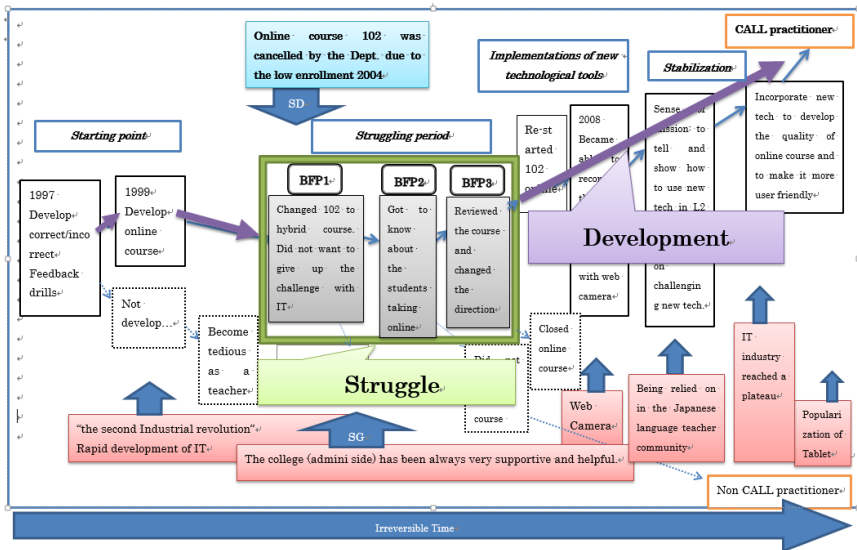 Online course 102 was
cancelled by the Dept. due to
the low enrollment 2004
CALL practitioner
Implementations of new
technological tools
Stabilization
SD
Starting point
Struggling period
Re-st
arted
102
online
2008
Became
able to
Sense of
mission; to
tell and
show how
to use new
tech in L2
on
challengin
g new tech.
Incorporate new
tech to develop
the quality of
online course and
to make it more
user friendly
BFP1
BFP2
BFP3
1997
Develop
correct/inco
rrect
Feedback
drills
1999
Develop
online
course
Changed 102 to
hybrid course.
Did not want to
give up the
challenge with
IT
Got to
know
about
the
students
taking
online
Reviewed
the course
and
changed
the
direction
Development
with web
camera
Not
develop…
Become
tedious
as a
teacher
Struggle
Did not
course
Closed
online
course
"the second Industrial revolution"
Rapid development of IT
SG
The college (admini side) has been always very supportive and helpful.
Web
Camera
Being relied on
in the Japanese
language teacher
community
IT
industry
reached a
plateau
Populari
zation of
Tablet
Non CALL practitioner
Irreversible Time